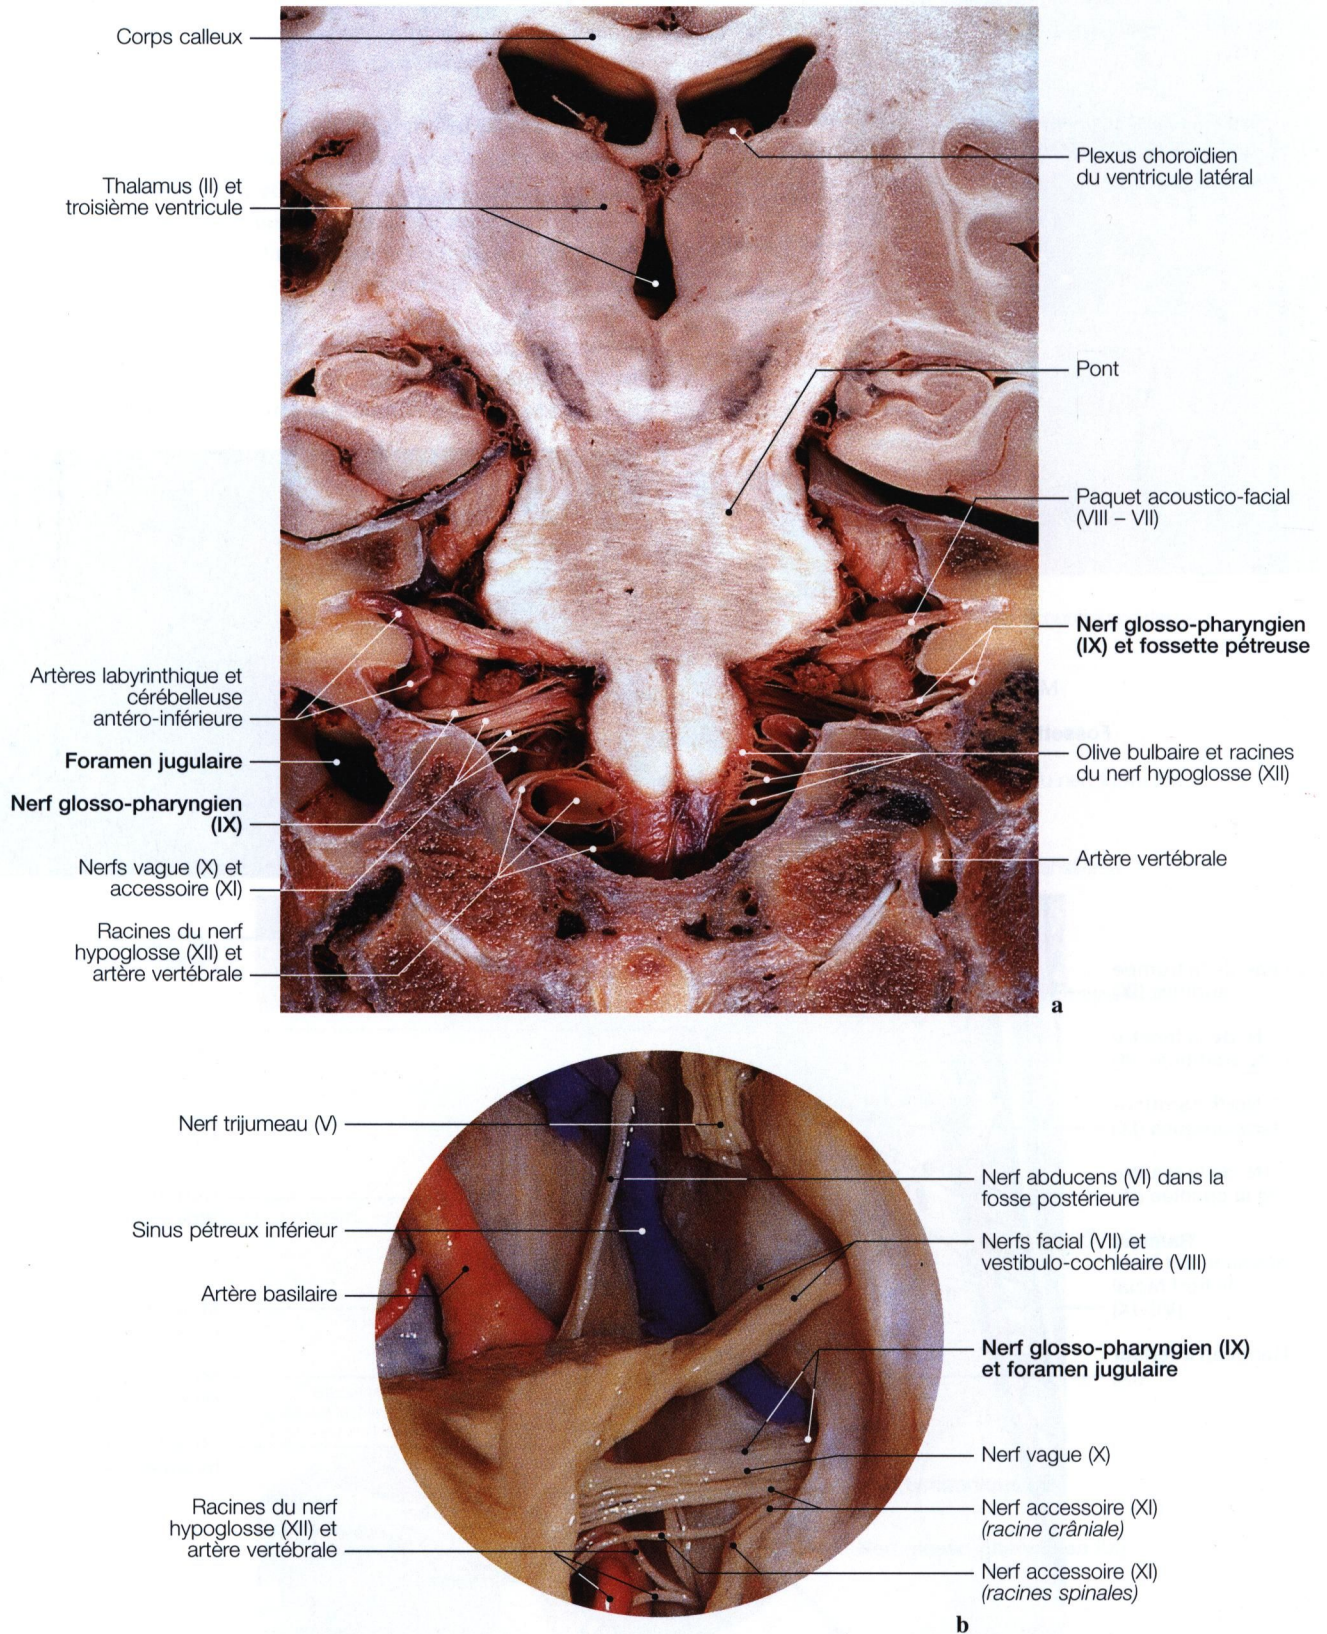 Corps calleux
Thalamus (II) et
troisième ventricule
Artères labyrinthique et
cérébelleuse
antéro-inférieure
Foramen jugulaire
Nerf glosso-pharyngien
(IX)
Nerfs vague (X) et
accessoire (XI)
Racines du nerf
hypoglosse (XII) et
artère vertébrale
Plexus choroïdien
du ventricule latéral
Pont
Paquet acoustico-facial
(VIII – VII)
Nerf glosso-pharyngien
(IX) et fossette pétreuse
Olive bulbaire et racines
du nerf hypoglosse (XII)
Artère vertébrale
a
Nerf trijumeau (V)
Sinus pétreux inférieur
Artère basilaire
Racines du nerf
hypoglosse (XII) et
artère vertébrale
Nerf abducens (VI) dans la
fosse postérieure
Nerfs facial (VII) et
vestibulo-cochléaire (VIII)
Nerf glosso-pharyngien (IX)
et foramen jugulaire
Nerf vague (X)
Nerf accessoire (XI)
(racine crâniale)
Nerf accessoire (XI)
(racines spinales)
b